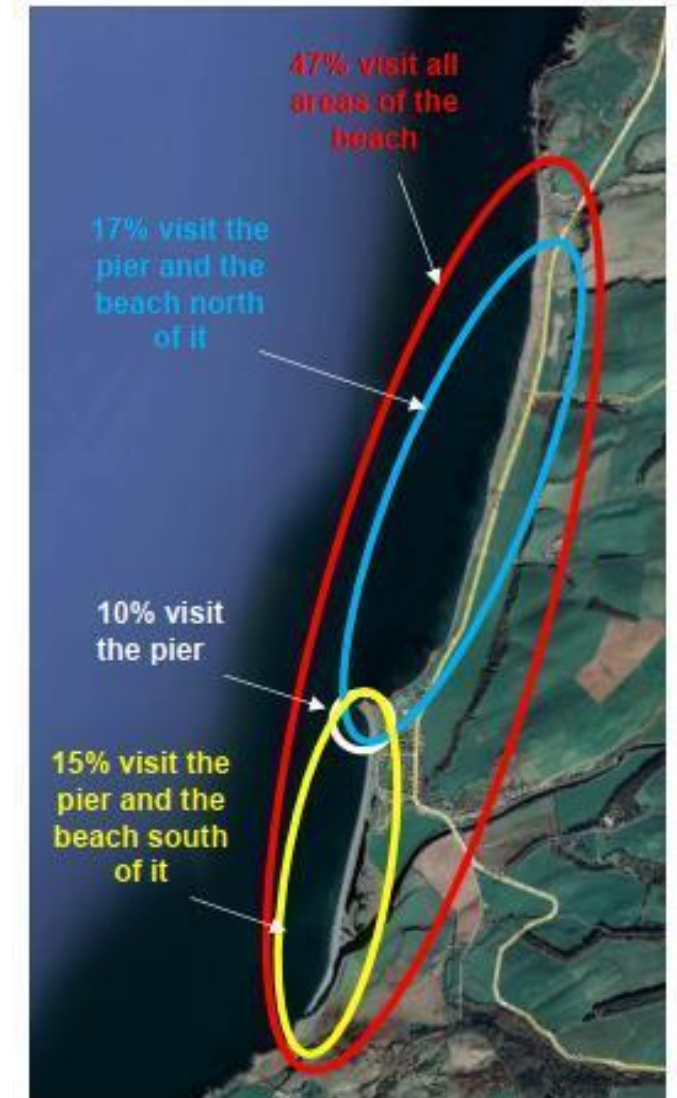 47% visit all
areas of the
beach
17% visit the
pier and the
beach north
of it
10% visit
the pier
15% visit the
pier and the
beach south
of it